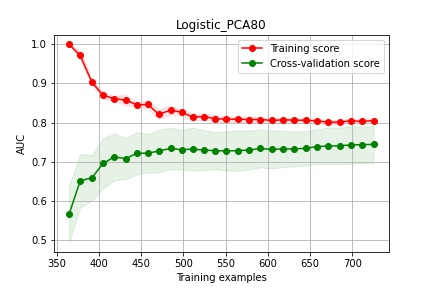 Logistic_PCA80
Training score
Cross-validation score
AUC
1.0
0.9
0.8
0.7
0.6
0.5
350 400 450 500 550 600 650 700
Training examples